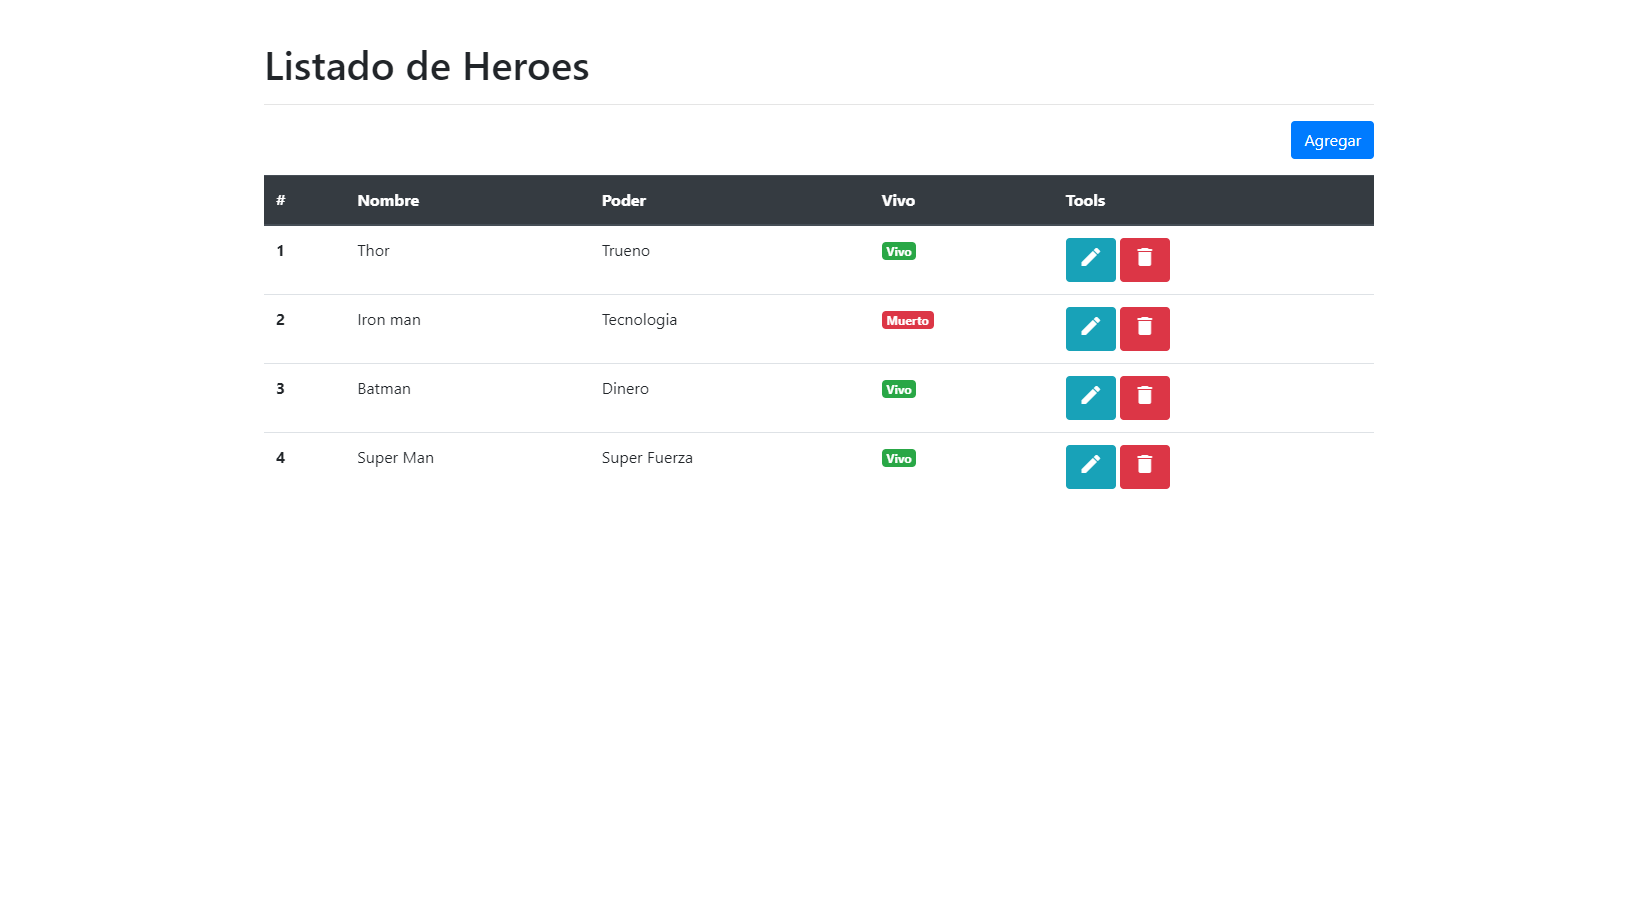 Listado de Heroes
Agregar
# Nombre Poder Vivo Tools
1 Thor Trueno Vivo
2 Iron man Tecnologia Muerto
3 Batman Dinero Vivo
4 Super Man Super Fuerza Vivo